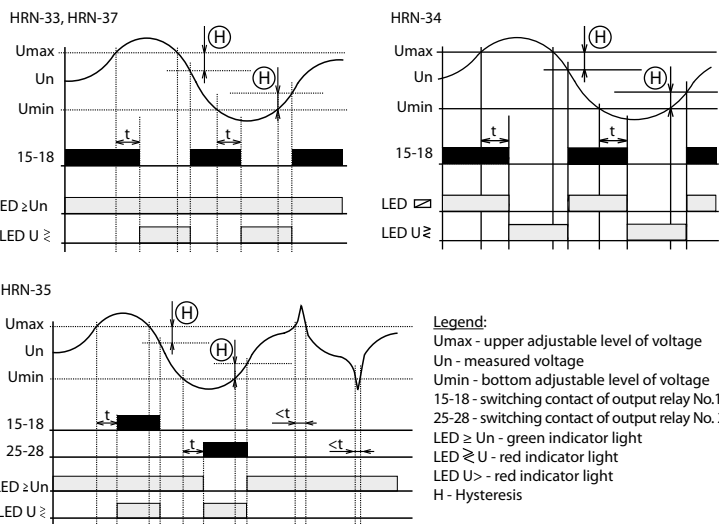 HRN-33, HRN-37
H
Umax
Un
H
Umin
t
t
15-18
ED ≥Un
LED U ≷
HRN-34
H
Umax
Un
H
Umin
t
t
15-18
LED
LED U≷
HRN-35
H
Umax
Un
H
Umin
t
<t
15-18
t
<t
25-28
LED ≥Un
LED U ≷
Legend:
Umax - upper adjustable level of voltage
Un - measured voltage
Umin - bottom adjustable level of voltage
15-18 - switching contact of output relay No.1
25-28 - switching contact of output relay No.
LED ≥ Un - green indicator light
LED ≷ U - red indicator light
LED U> - red indicator light
H - Hysteresis